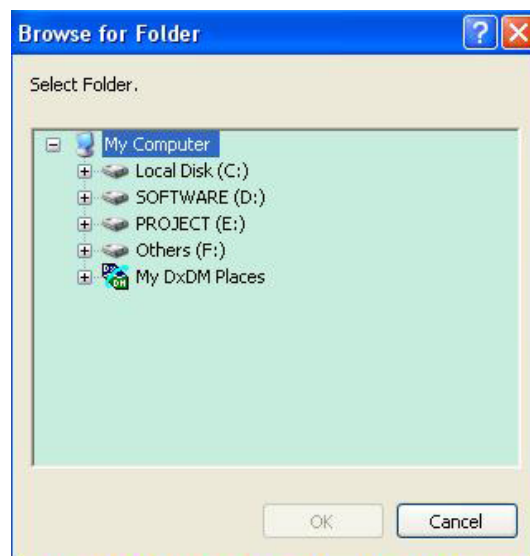 Browse for Folder
Select Folder.
My Computer
Local Disk (C:)
SOFTWARE (D:)
PROJECT (E:)
Others (F:)
My DxDM Places
OK
Cancel